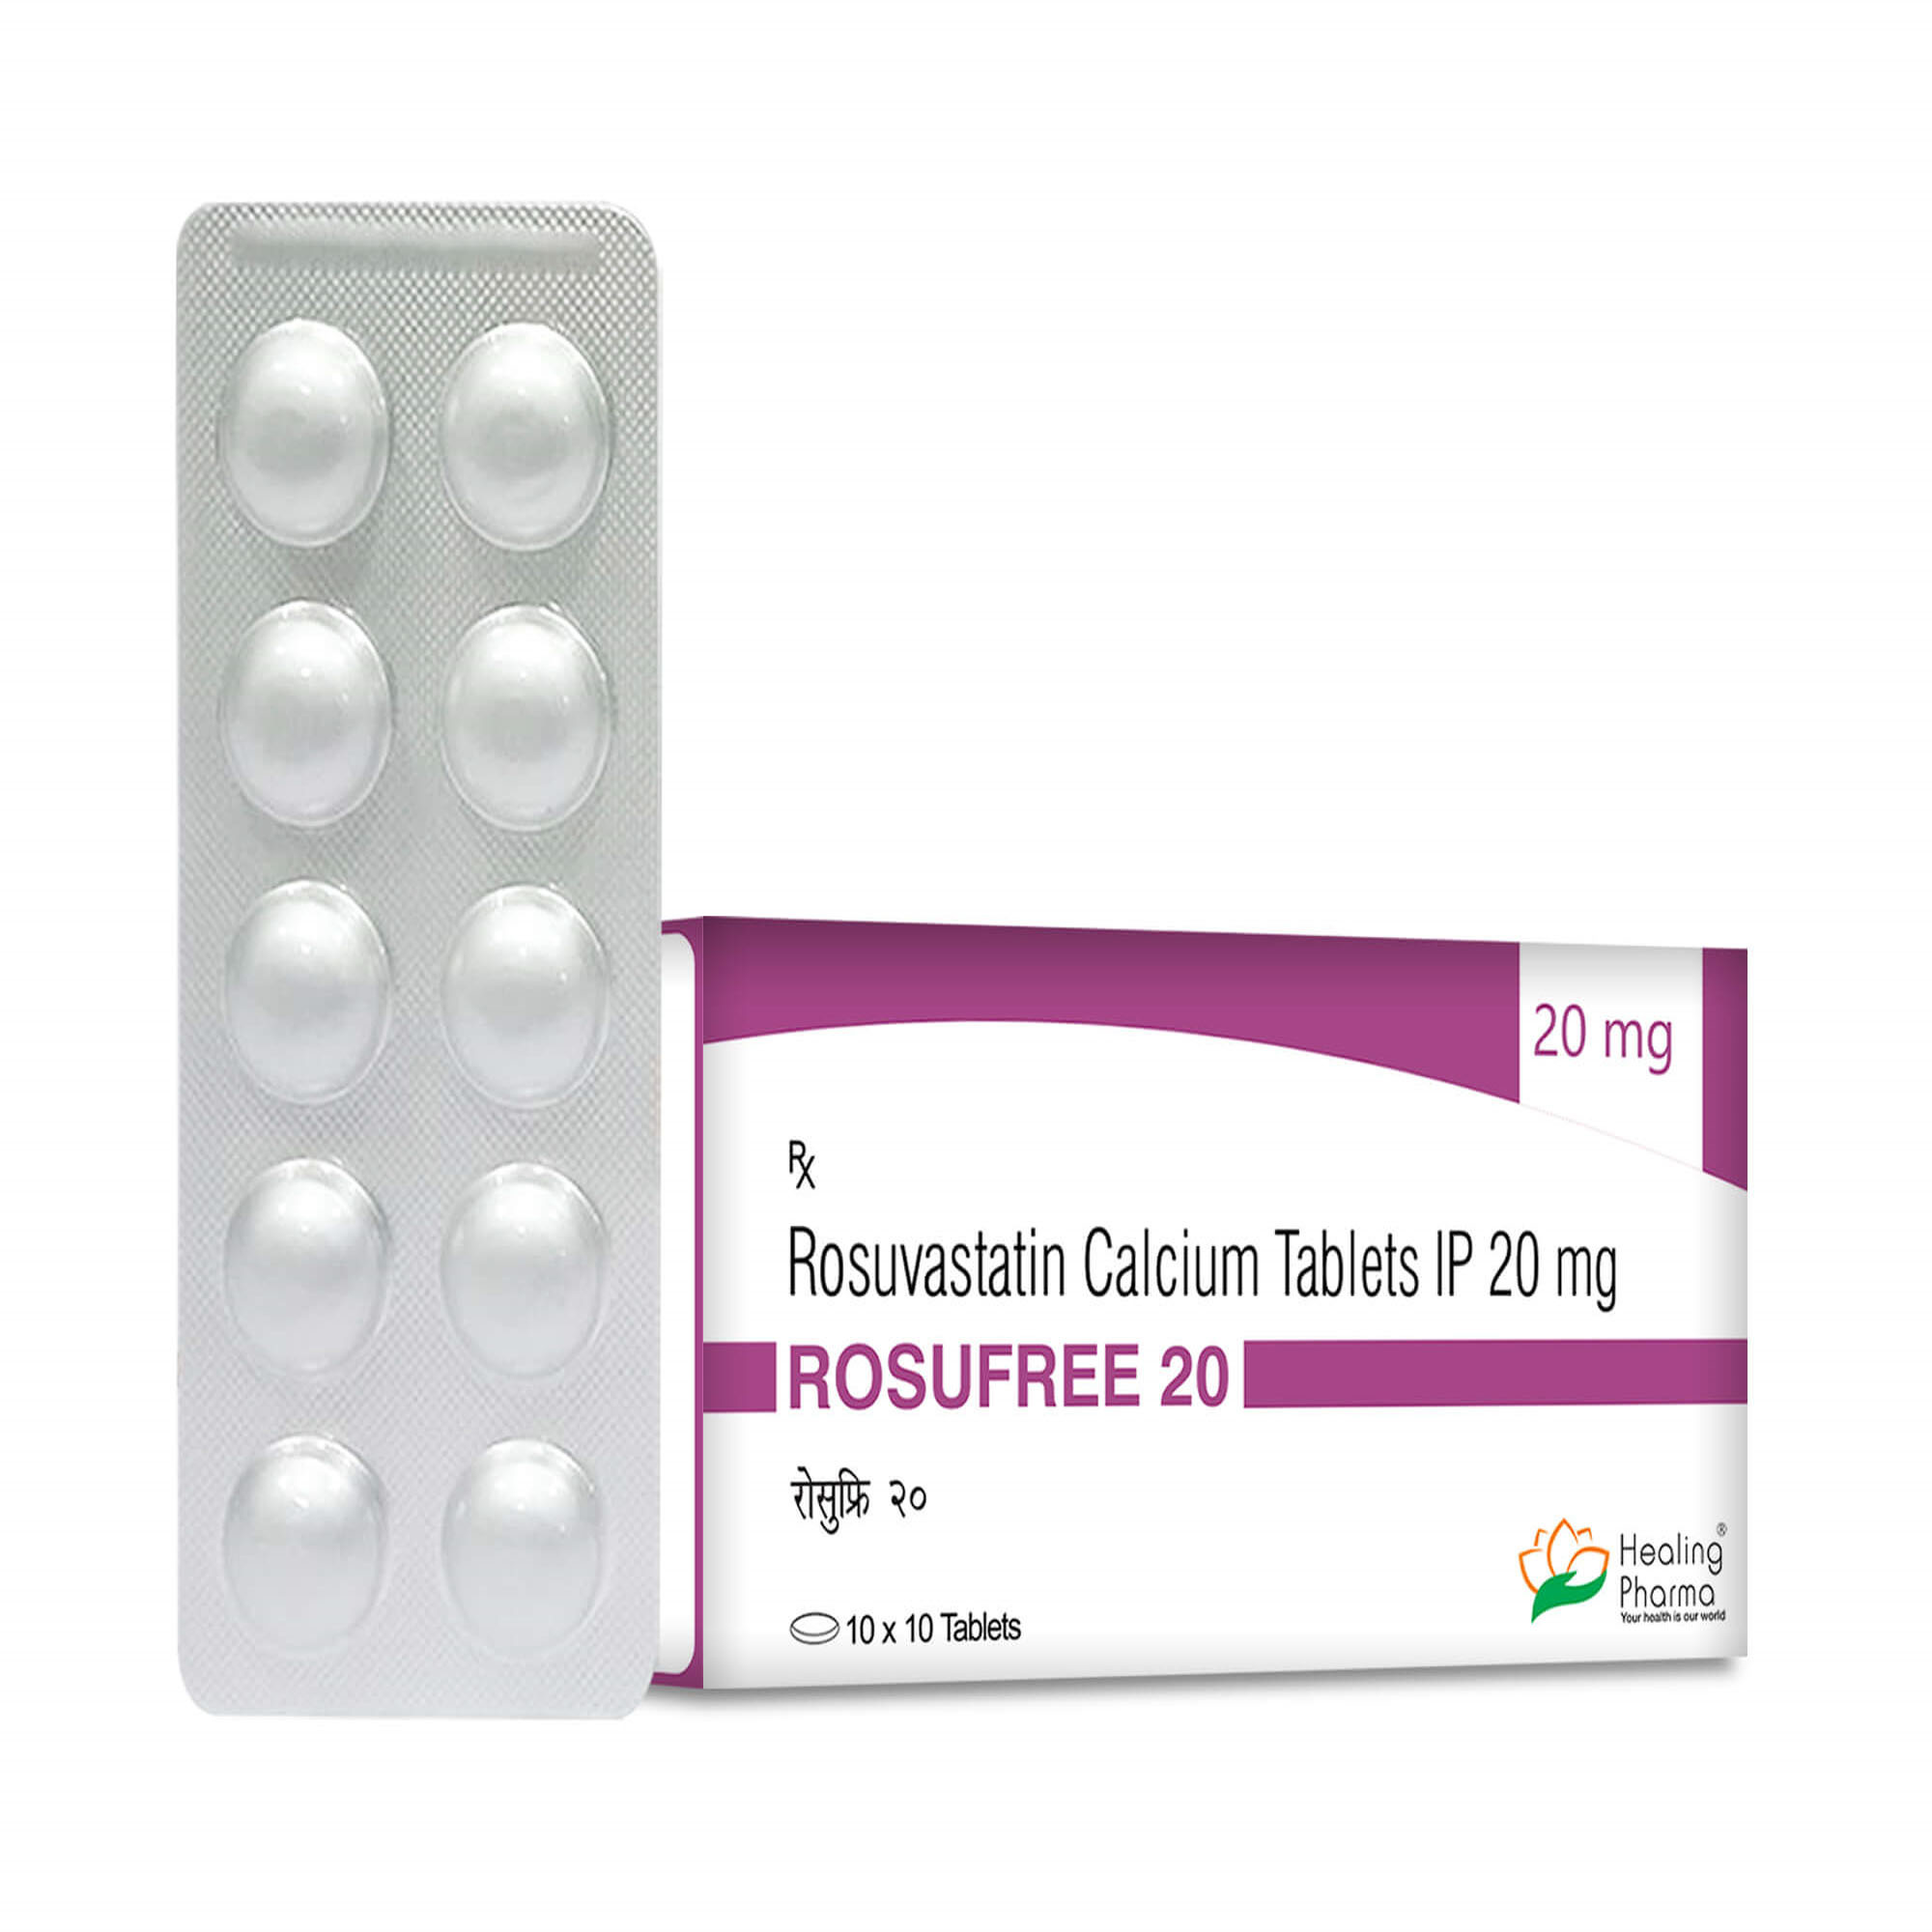 20 mg
Rx
Rosuvastatin Calcium Tablets IP 20 mg
ROSUFREE 20
रोसुफ्रि २०
10 x 10 Tablets
Healing®
Pharma
Your health is our world